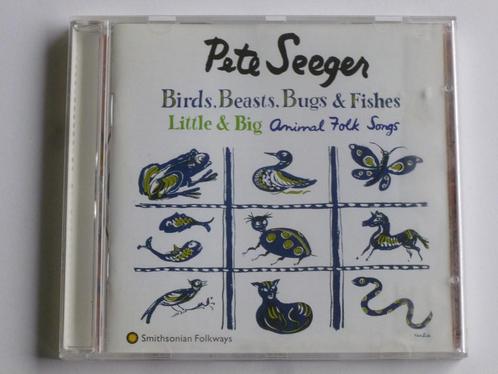 Pete Seeger
Birds, Beasts, Bugs & Fishes
Little & Big Animal Folk Songs
Smithsonian Folkways